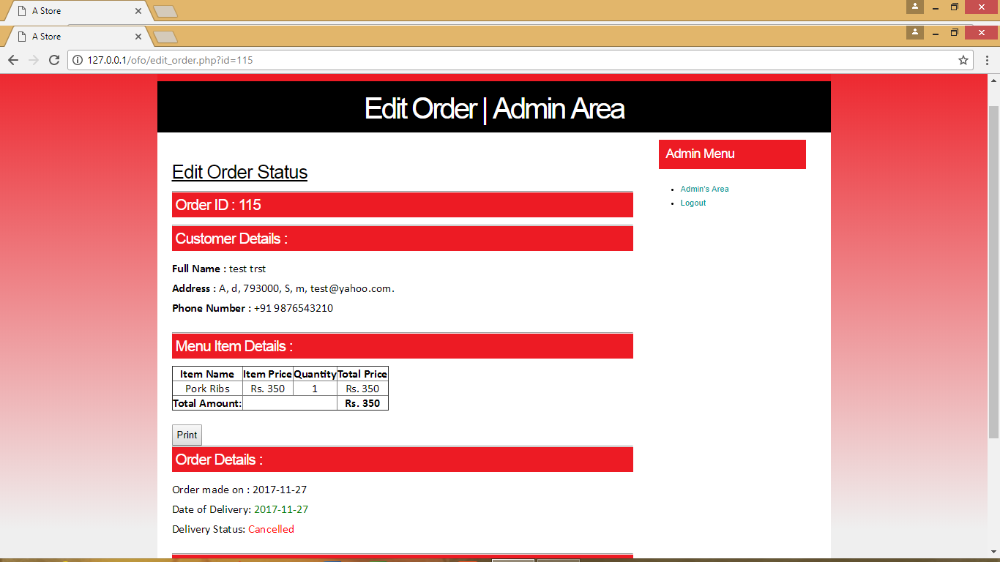 A Store
A Store
127.0.0.1/ofo/edit_order.php?id=115
Edit Order | Admin Area
Admin Menu
Admin's Area
Logout
Edit Order Status
Order ID : 115
Customer Details :
Full Name : test trst
Address : A, d, 793000, S, m, test@yahoo.com.
Phone Number : +91 9876543210
Menu Item Details :
Item Name Item Price Quantity Total Price
Pork Ribs Rs. 350 1 Rs. 350
Total Amount: Rs. 350
Print
Order Details :
Order made on : 2017-11-27
Date of Delivery: 2017-11-27
Delivery Status: Cancelled